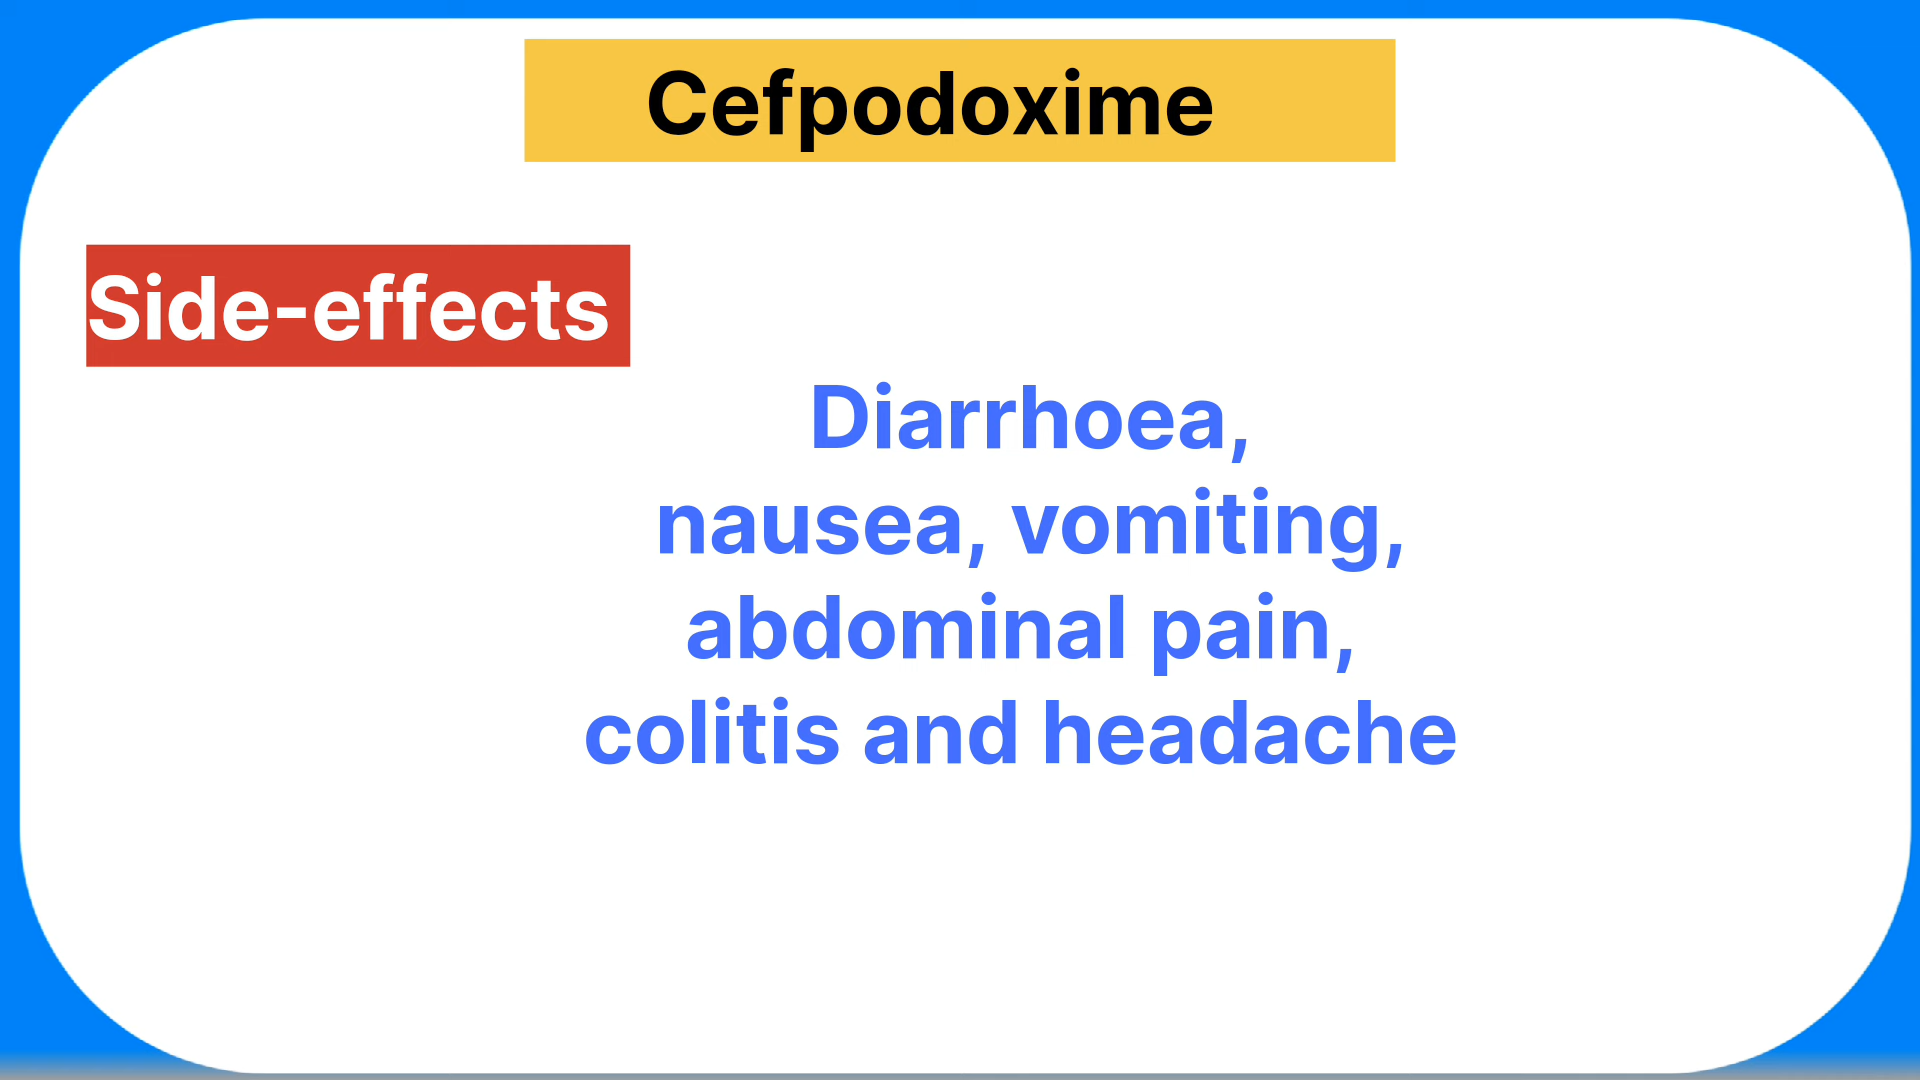 Cefpodoxime
Side-effects
Diarrhoea,
nausea, vomiting,
abdominal pain,
colitis and headache